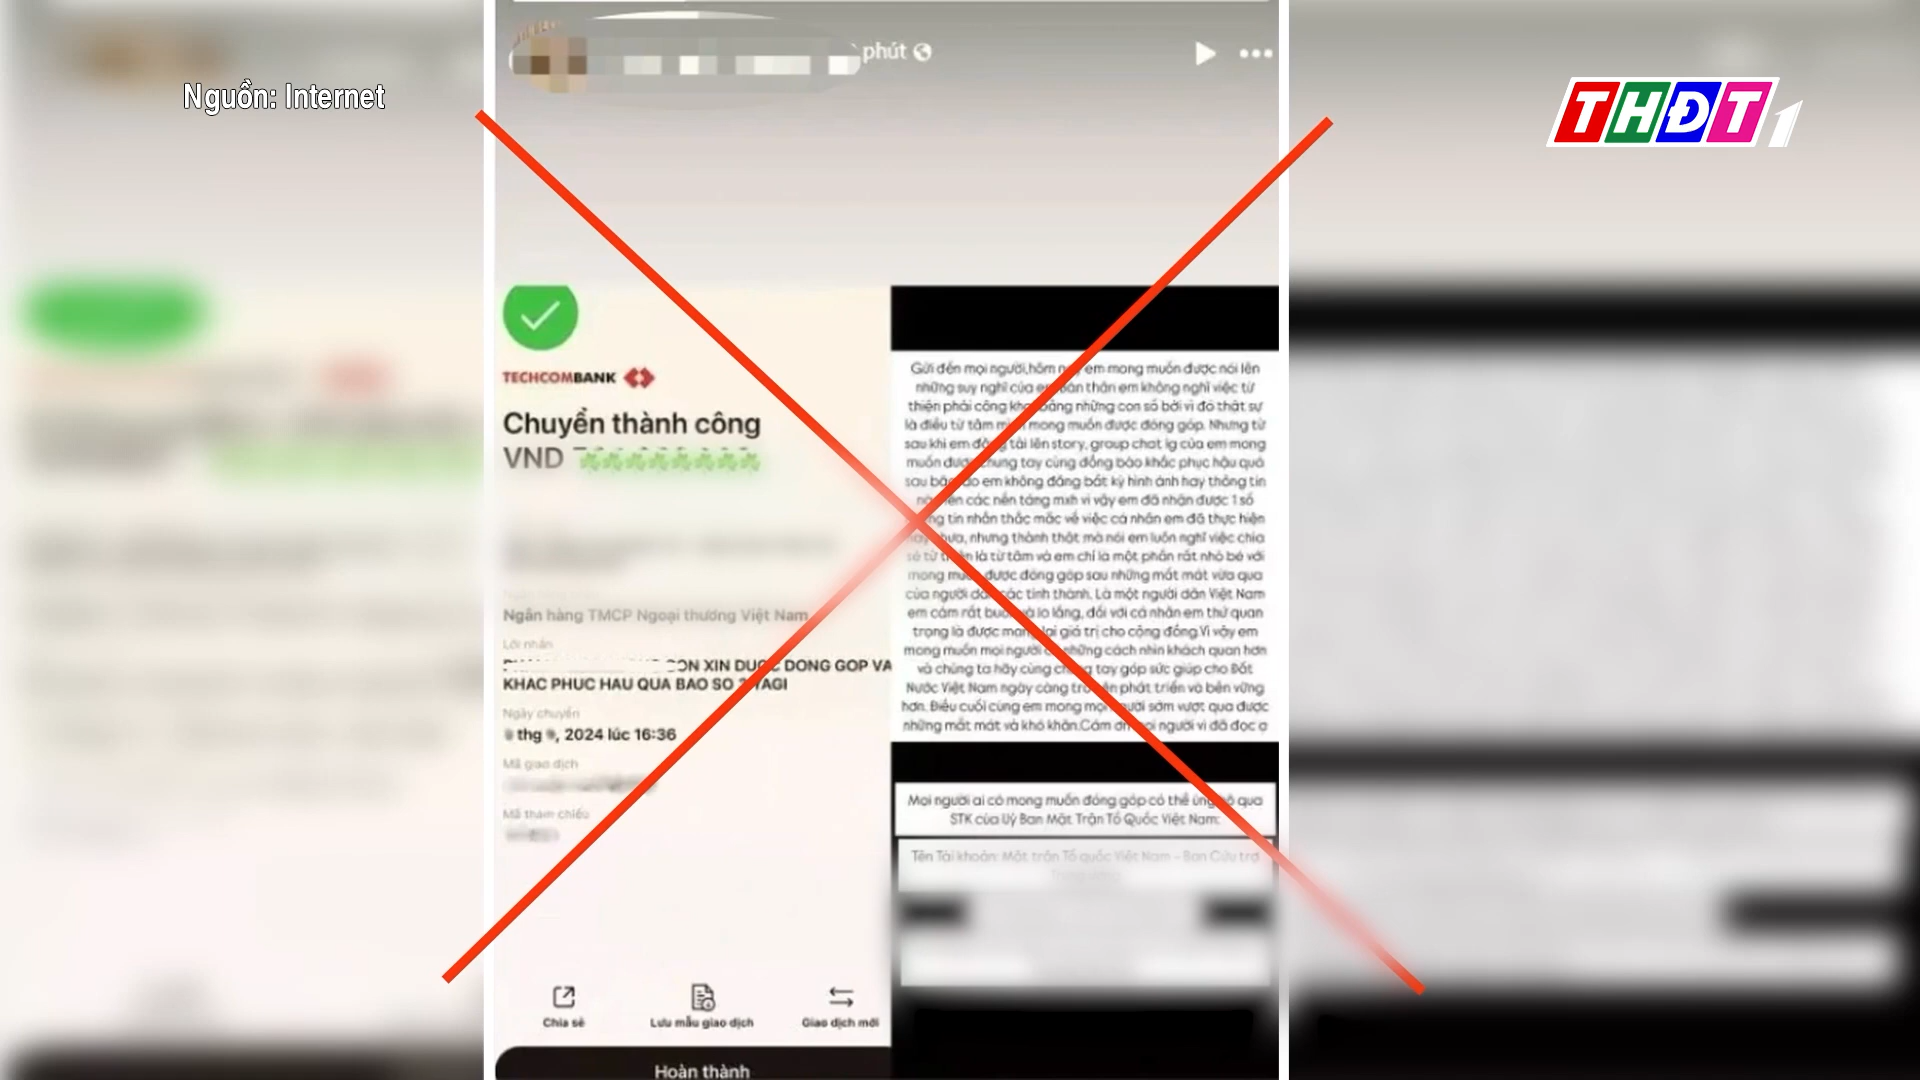 phút
Nguồn: Internet
THĐT1
TECHCOMBANK
Chuyển thành công
VND
Ngân hàng TMCP Ngoại thương Việt Nam
Lời nhắn
CON XIN DUOC DONG GOP VA
KHAC PHUC HAU QUA BAO SO 3 YAGI
Ngày chuyển
thg, 2024 lúc 16:36
Mã giao dịch
Mã tham chiếu
Chia sẻ
Lưu mẫu giao dịch
Giao dịch mới
Hoàn thành
Gửi đến mọi người,hôm nay em mong muốn được nói lên
những suy nghĩ của em bản thân em không nghĩ việc từ
thiện phải công khai bằng những con số bởi vì đó thật sự
là điều từ tâm mình mong muốn được đóng góp. Nhưng từ
sau khi em đăng tải lên story, group chat ig của em mong
muốn được chung tay cùng đồng bào khắc phục hậu quả
sau bão do em không đăng bất kỳ hình ảnh hay thông tin
nào lên các nền tảng mxh vì vậy em đã nhận được 1 số
thông tin nhắn thắc mắc về việc cá nhân em đã thực hiện
hay chưa, nhưng thành thật mà nói em luôn nghĩ việc chia
sẻ từ thiện là từ tâm và em chỉ là một phần rất nhỏ bé với
mong muốn được đóng góp sau những mất mát vừa qua
của người dân các tỉnh thành. Là một người dân Việt Nam
em cảm rất buồn và lo lắng, đối với cá nhân em thứ quan
trọng là được mang lại giá trị cho cộng đồng.Vì vậy em
mong muốn mọi người có những cách nhìn khách quan hơn
và chúng ta hãy cùng chung tay góp sức giúp cho Đất
Nước Việt Nam ngày càng trở nên phát triển và bền vững
hơn. Điều cuối cùng em mong mọi người sớm vượt qua được
những mất mát và khó khăn.Cảm ơn mọi người vì đã đọc ạ
Mọi người ai có mong muốn đóng góp có thể ủng hộ qua
STK của Uỷ Ban Mặt Trận Tổ Quốc Việt Nam:
Tên Tài khoản: Mặt trận Tổ quốc Việt Nam - Ban Cứu trợ
Trung ương